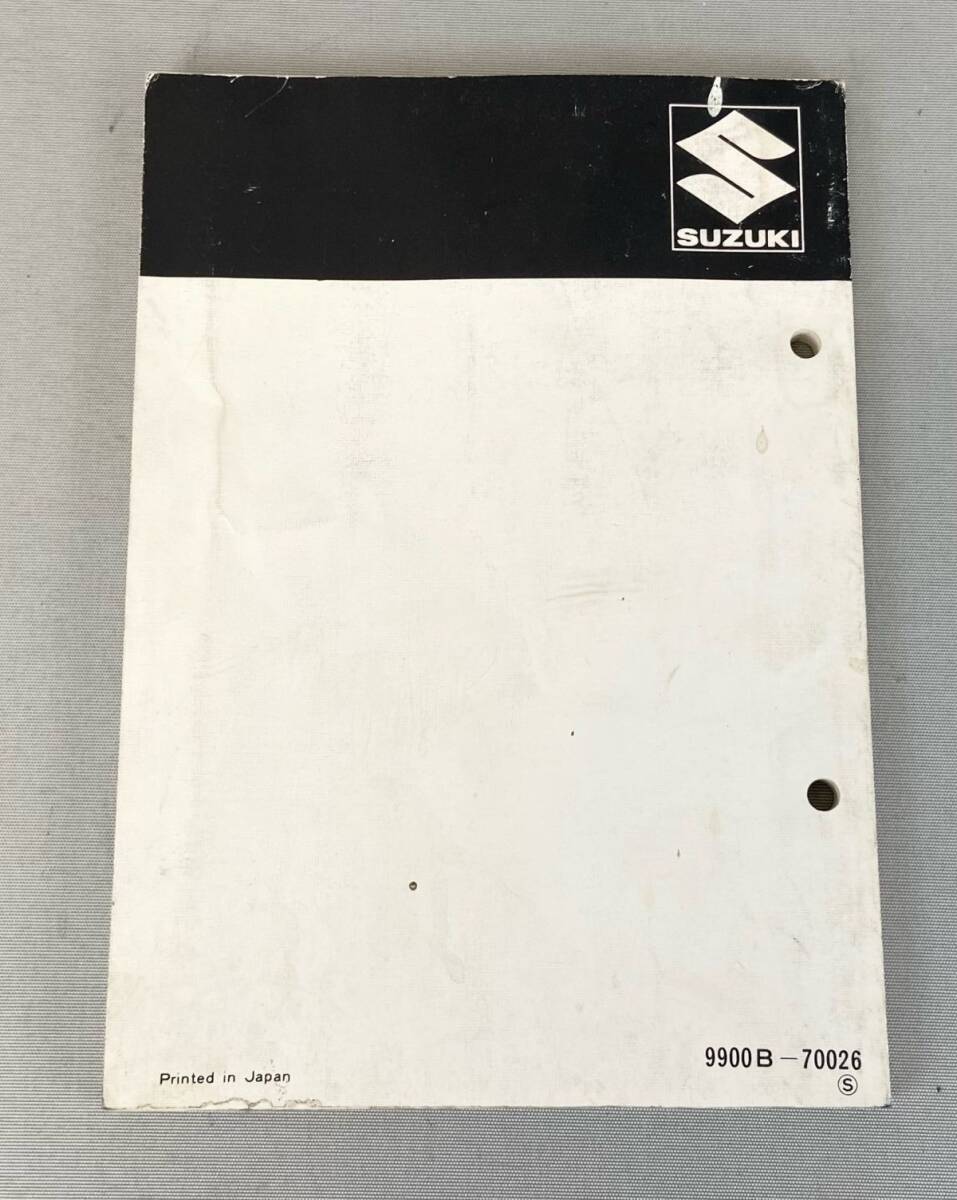 SUZUKI
9900B-70026
Ⓢ
Printed in Japan